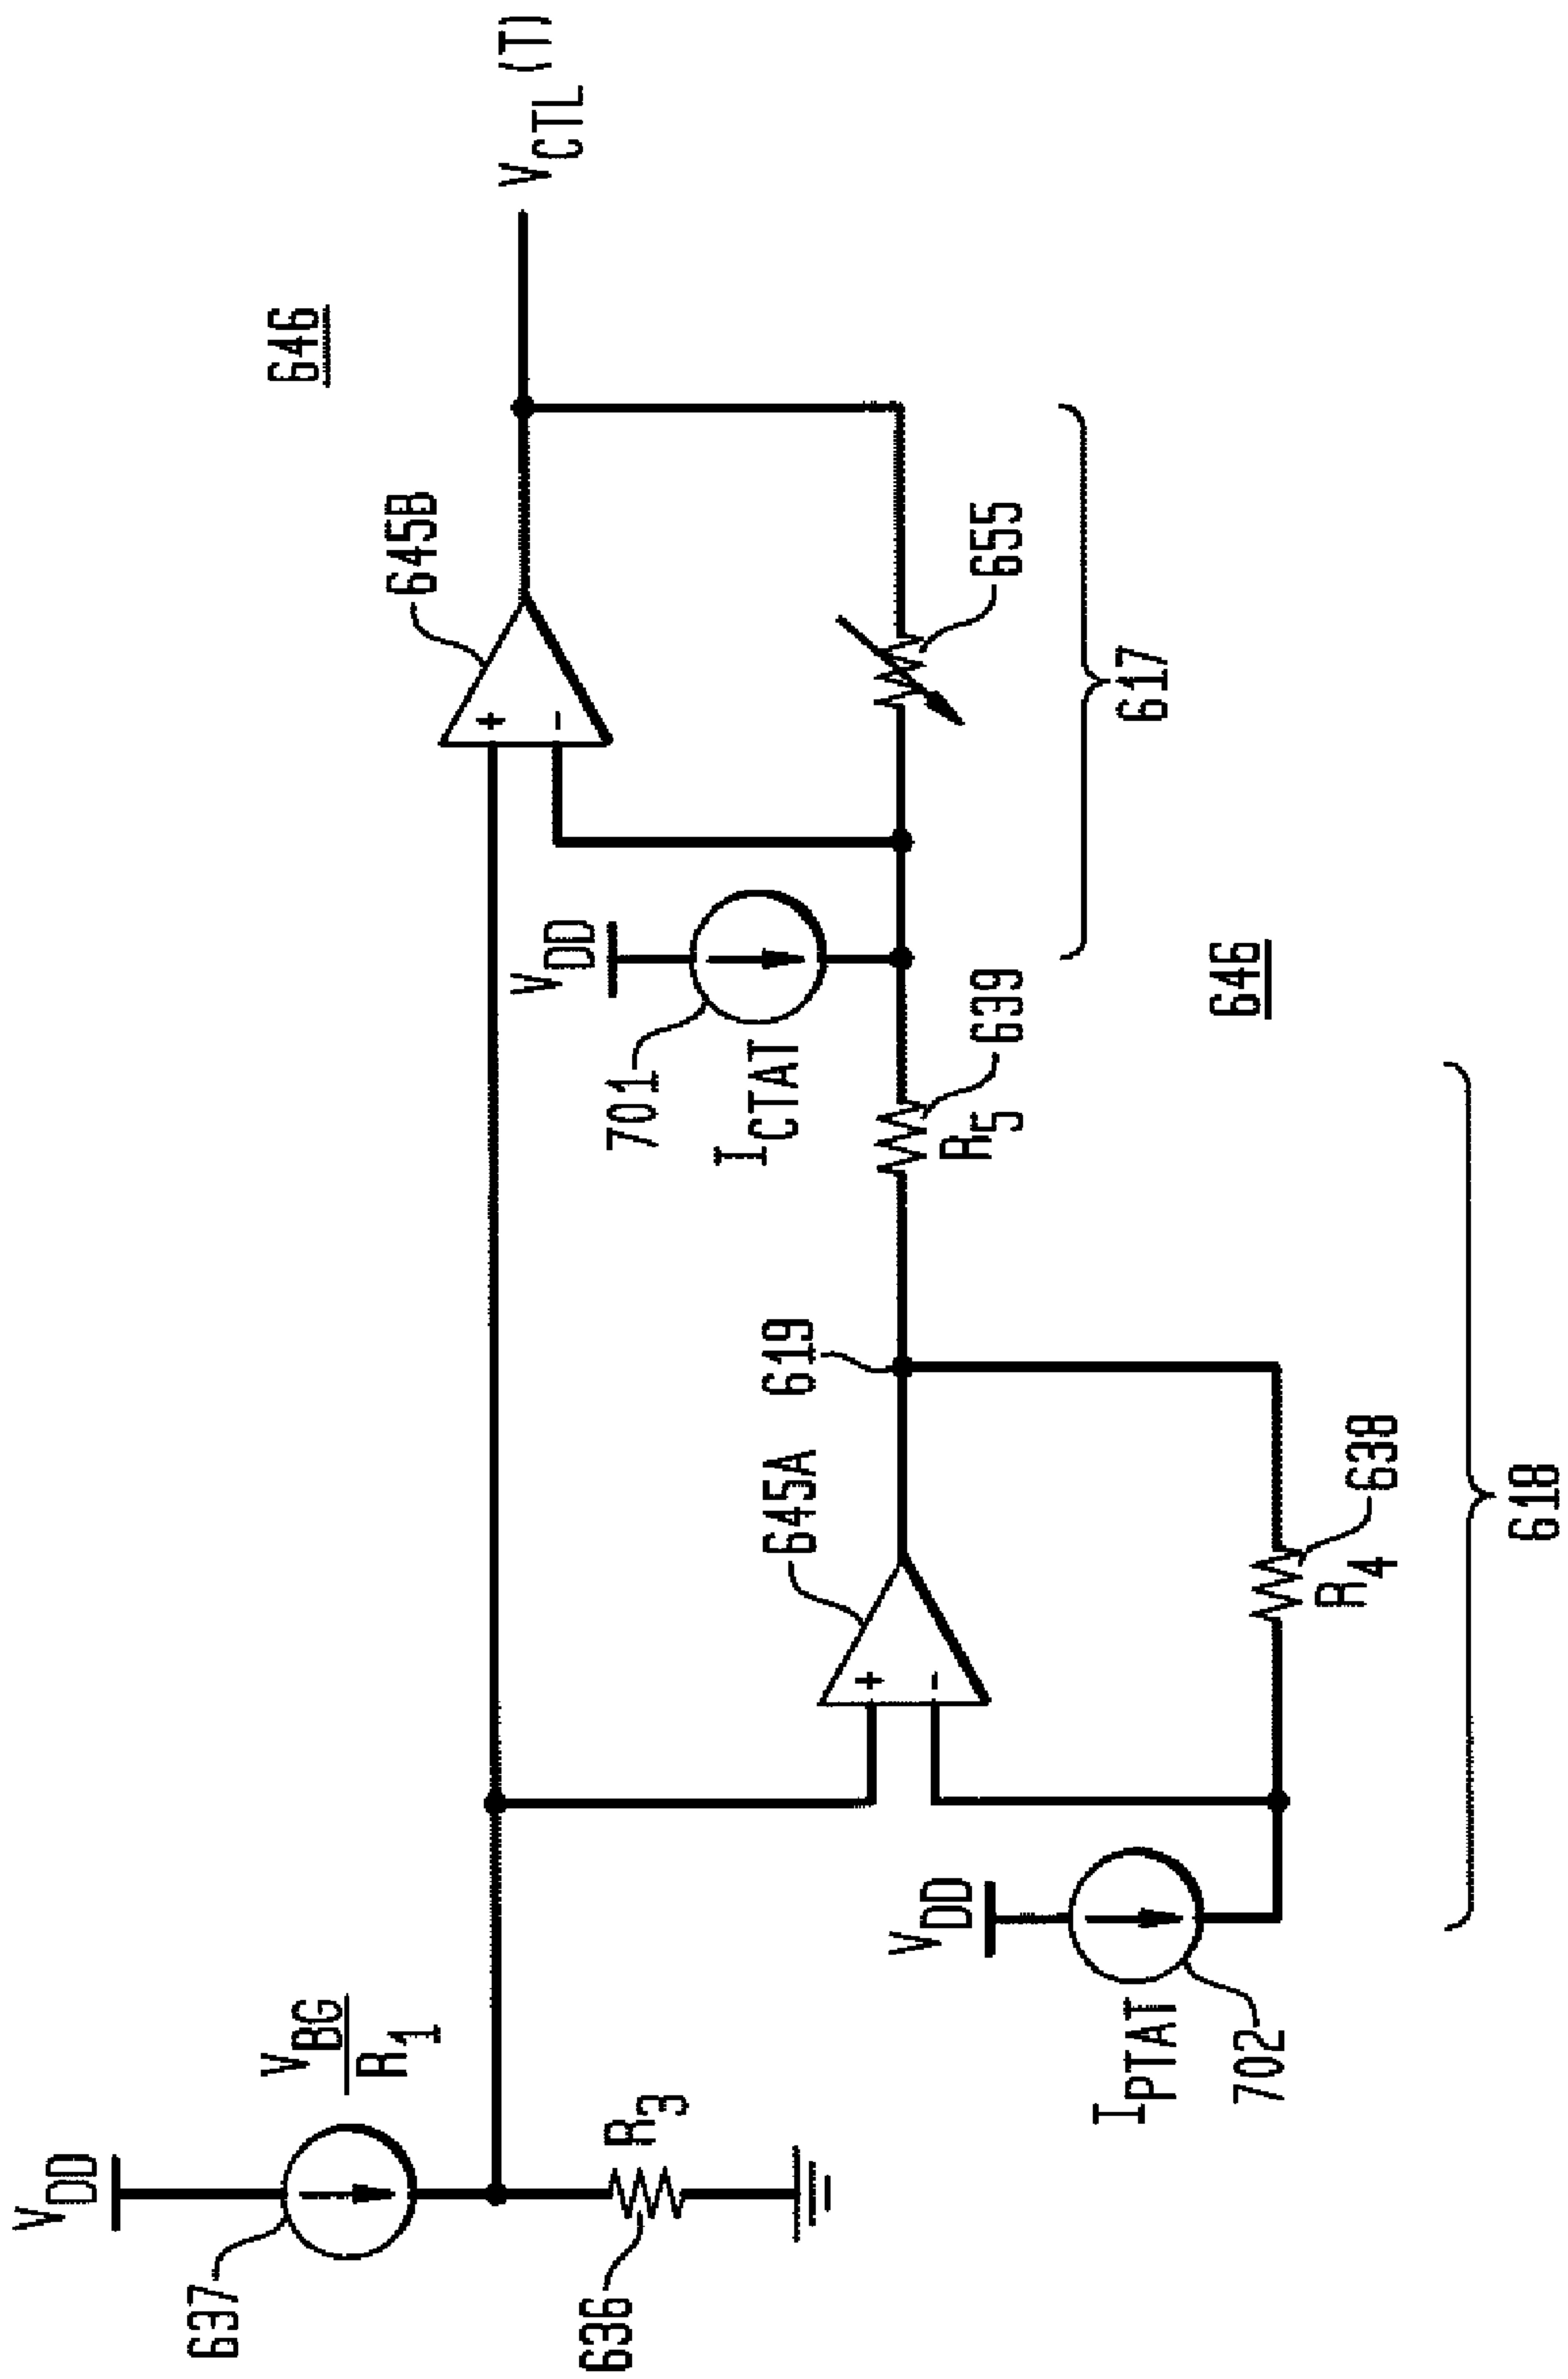 646
V_CTL (T)
645B
655
617
V_DD
701
I_CTAT
639
R_5
646
619
645A
638
R_4
618
V_DD
702
I_PTAT
V_BG
R_1
V_DD
637
R_3
636
+
-
+
-